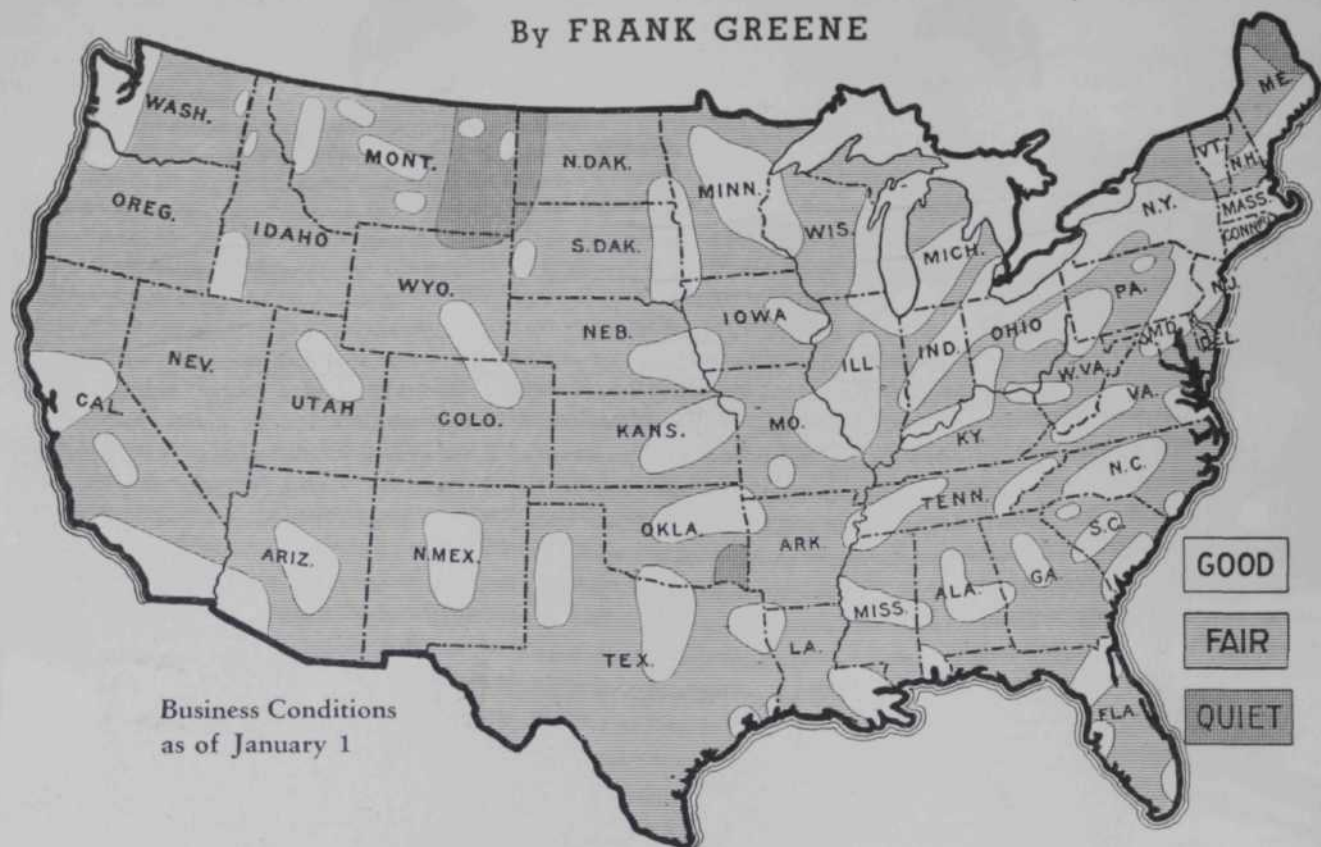 By FRANK GREENE
WASH.
MONT.
N.DAK.
MINN.
ME.
VT.
N.H.
OREG.
IDAHO
S.DAK.
WIS.
MICH.
N.Y.
MASS.
CONN.
WYO.
NEB.
IOWA
ILL.
IND.
OHIO
PA.
N.J.
MD.
DEL.
NEV.
UTAH
COLO.
KANS.
MO.
KY.
W.VA.
VA.
CAL.
ARIZ.
N.MEX.
OKLA.
ARK.
TENN.
N.C.
S.C.
TEX.
LA.
MISS.
ALA.
GA.
FLA.
GOOD
FAIR
QUIET
Business Conditions
as of January 1